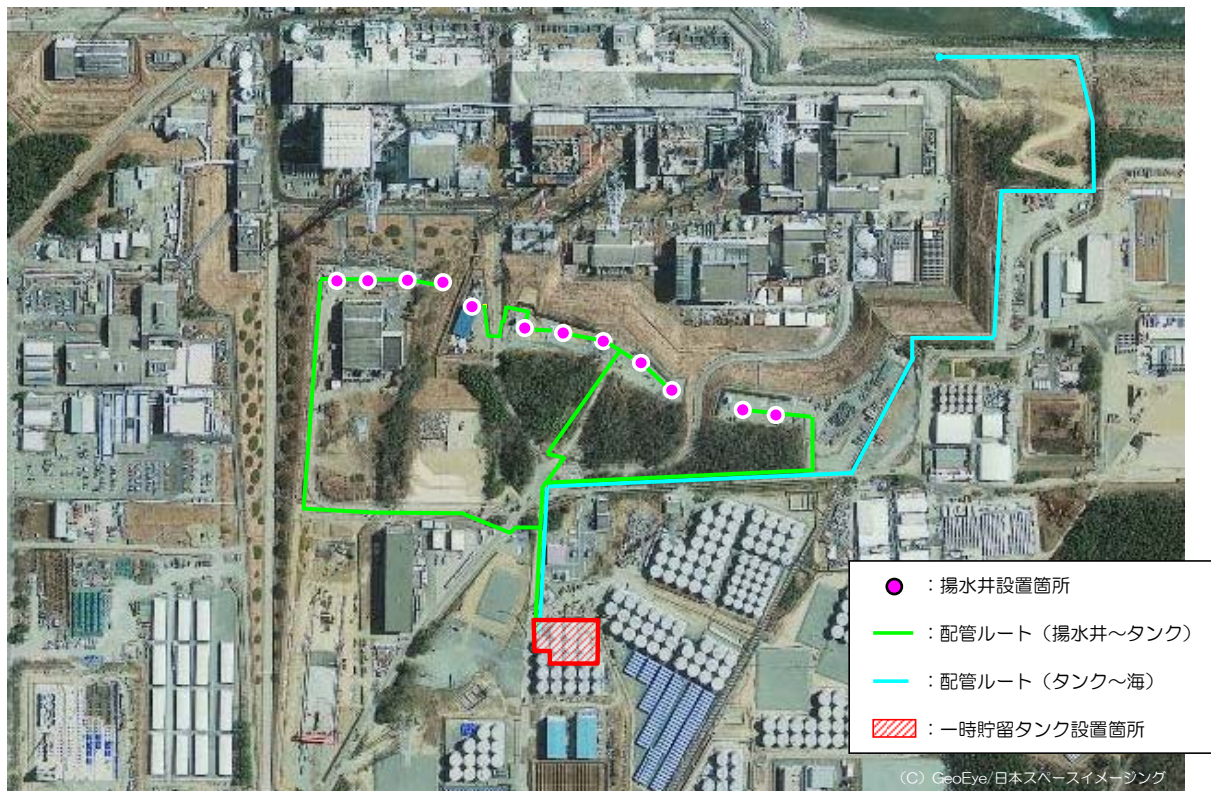 ：揚水井設置箇所
：配管ルート（揚水井～タンク）
：配管ルート（タンク～海）
：一時貯留タンク設置箇所
（C）GeoEye/日本スペースイメージング